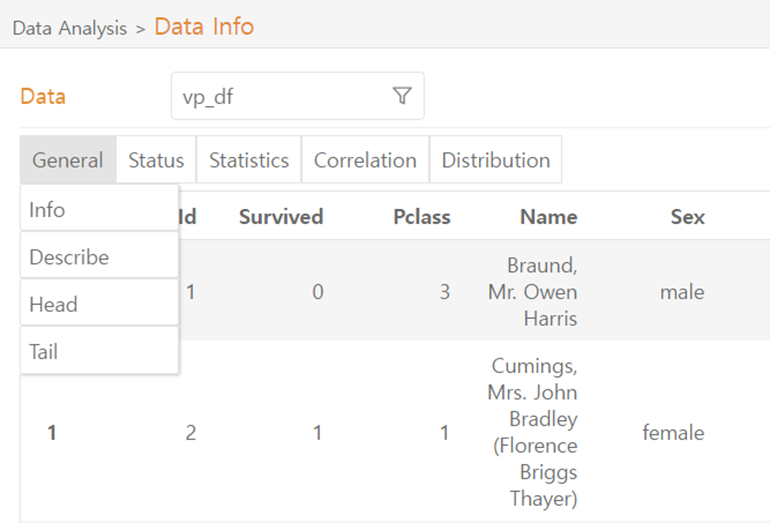 Data Analysis > Data Info
Data
vp_df
General Status Statistics Correlation Distribution
Info
Describe
Head
Tail
Id Survived Pclass Name Sex
1 0 3 Braund, Mr. Owen Harris male
1 2 1 1 Cumings, Mrs. John Bradley (Florence Briggs Thayer) female